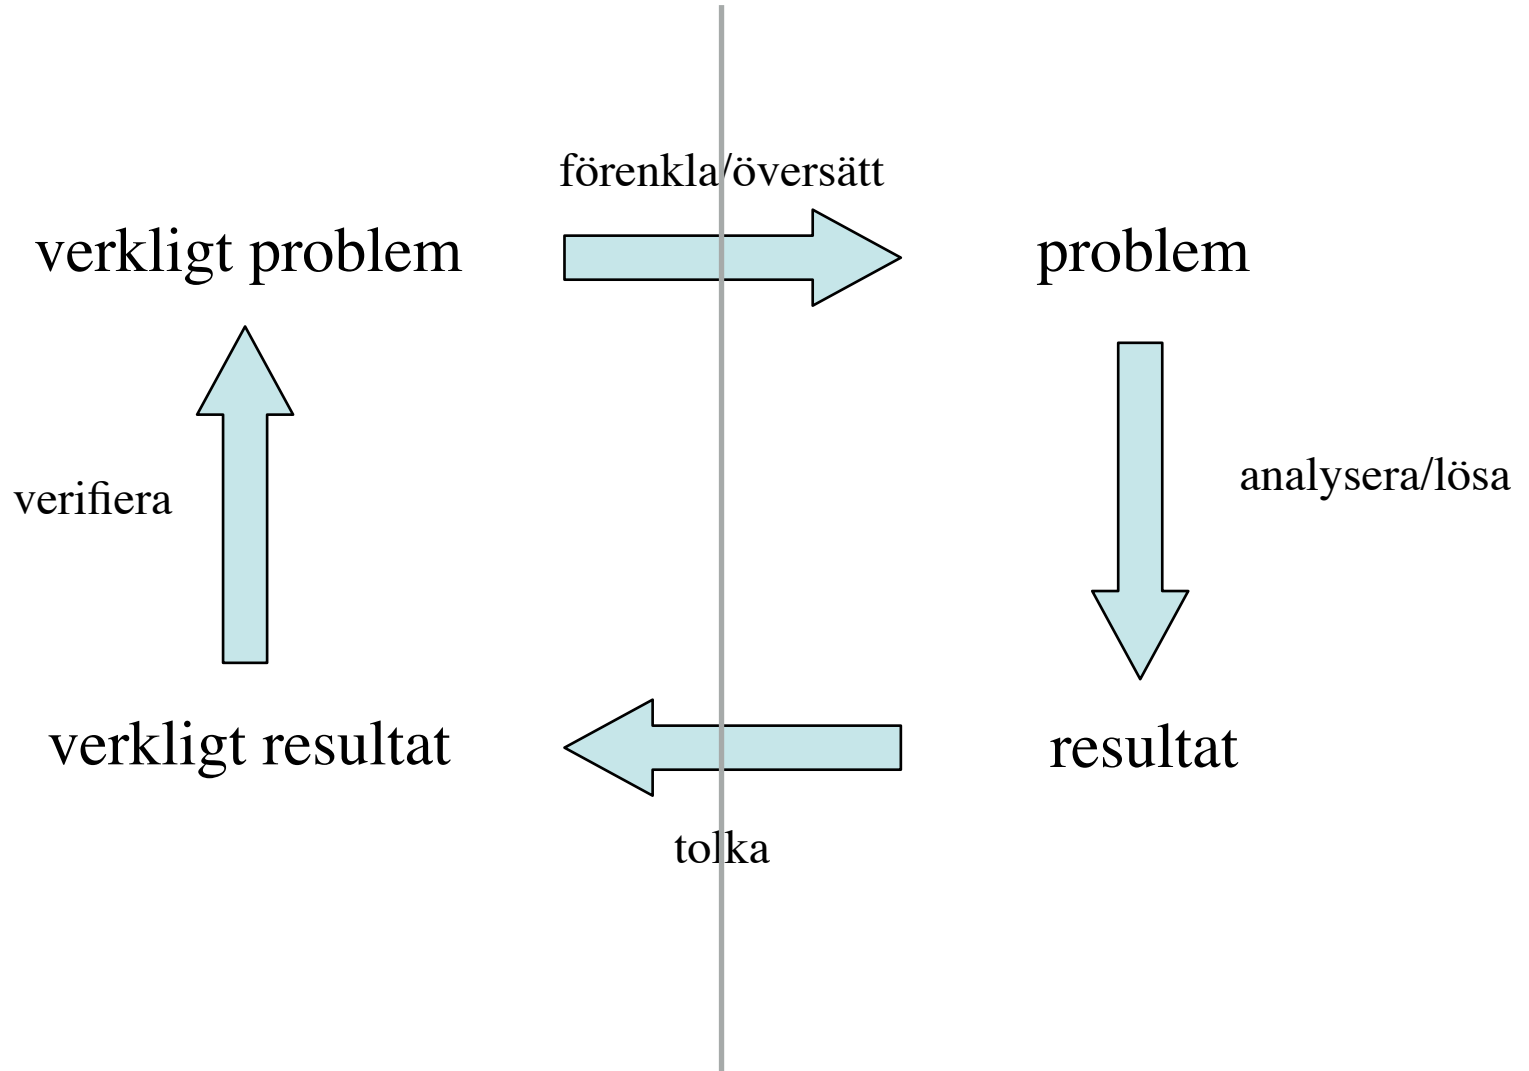 förenkla/översätt
verkligt problem
problem
verifiera
analysera/lösa
verkligt resultat
resultat
tolka